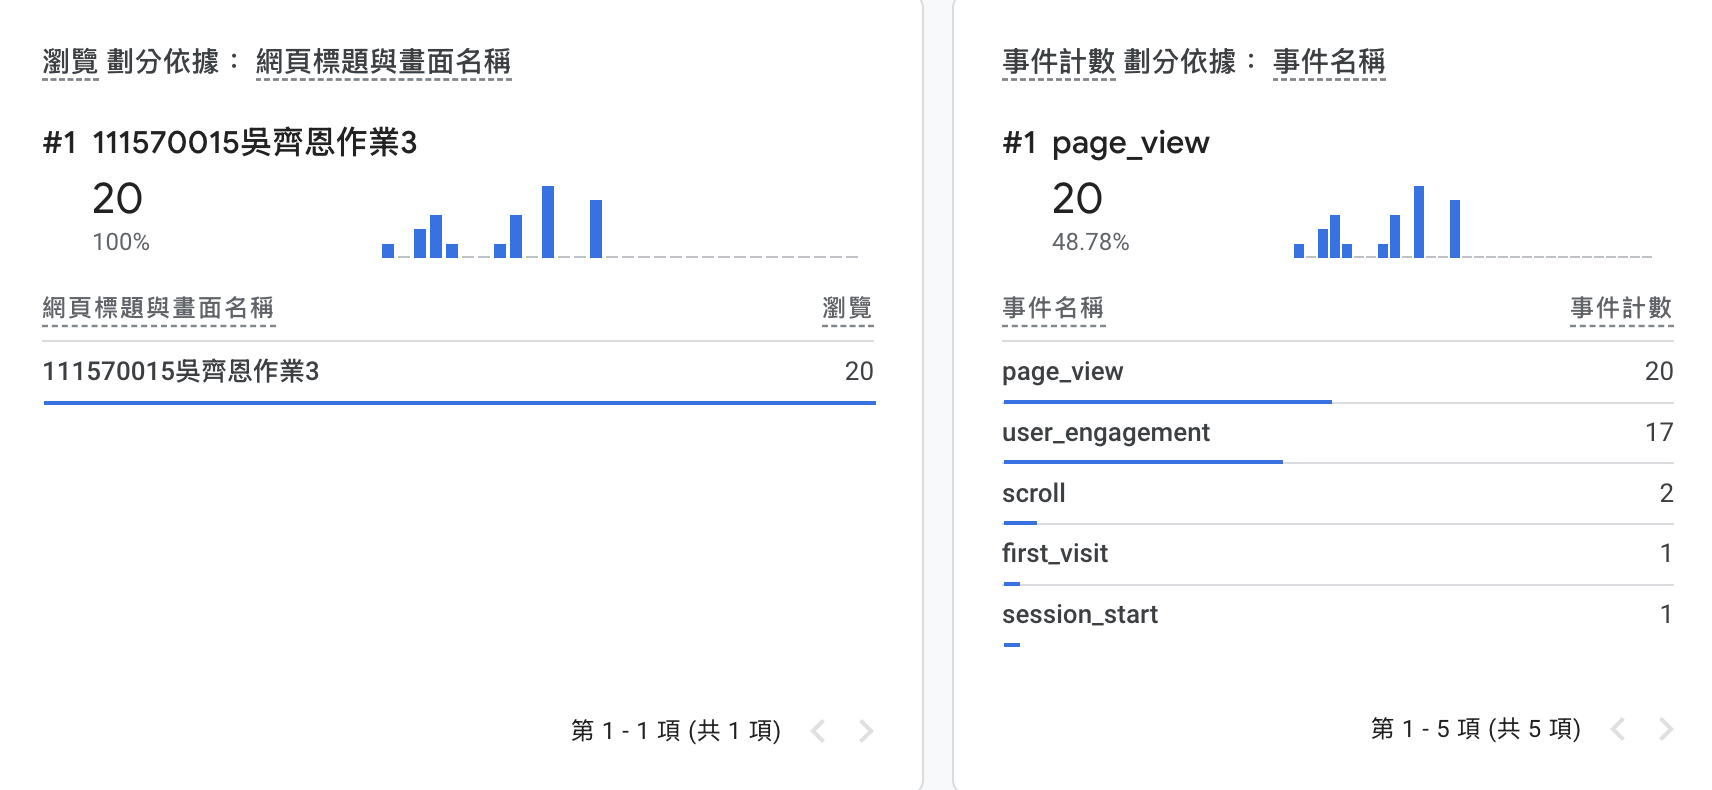 瀏覽 劃分依據： 網頁標題與畫面名稱
#1 111570015吳齊恩作業3
20
100%
網頁標題與畫面名稱 瀏覽
111570015吳齊恩作業3 20
第 1 - 1 項 (共 1 項)
事件計數 劃分依據： 事件名稱
#1 page_view
20
48.78%
事件名稱 事件計數
page_view 20
user_engagement 17
scroll 2
first_visit 1
session_start 1
第 1 - 5 項 (共 5 項)